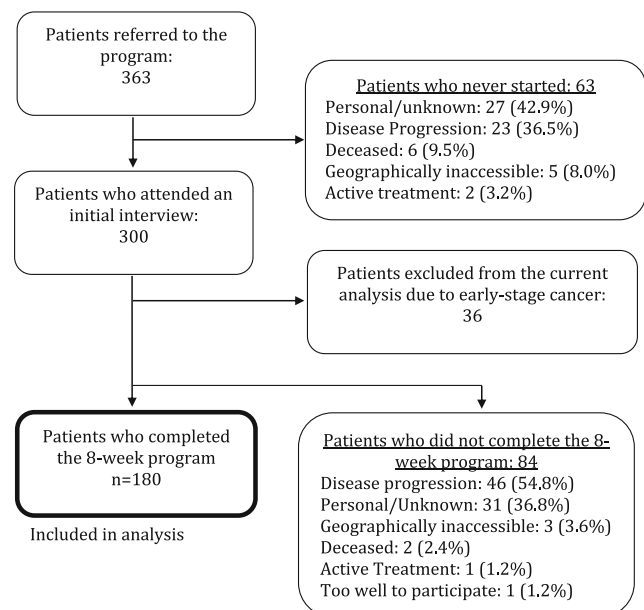 Patients referred to the
program:
363
Patients who never started: 63
Personal/unknown: 27 (42.9%)
Disease Progression: 23 (36.5%)
Deceased: 6 (9.5%)
Geographically inaccessible: 5 (8.0%)
Active treatment: 2 (3.2%)
Patients who attended an
initial interview:
300
Patients excluded from the current
analysis due to early-stage cancer:
36
Patients who completed
the 8-week program
n=180
Included in analysis
Patients who did not complete the 8-
week program: 84
Disease progression: 46 (54.8%)
Personal/Unknown: 31 (36.8%)
Geographically inaccessible: 3 (3.6%)
Deceased: 2 (2.4%)
Active Treatment: 1 (1.2%)
Too well to participate: 1 (1.2%)